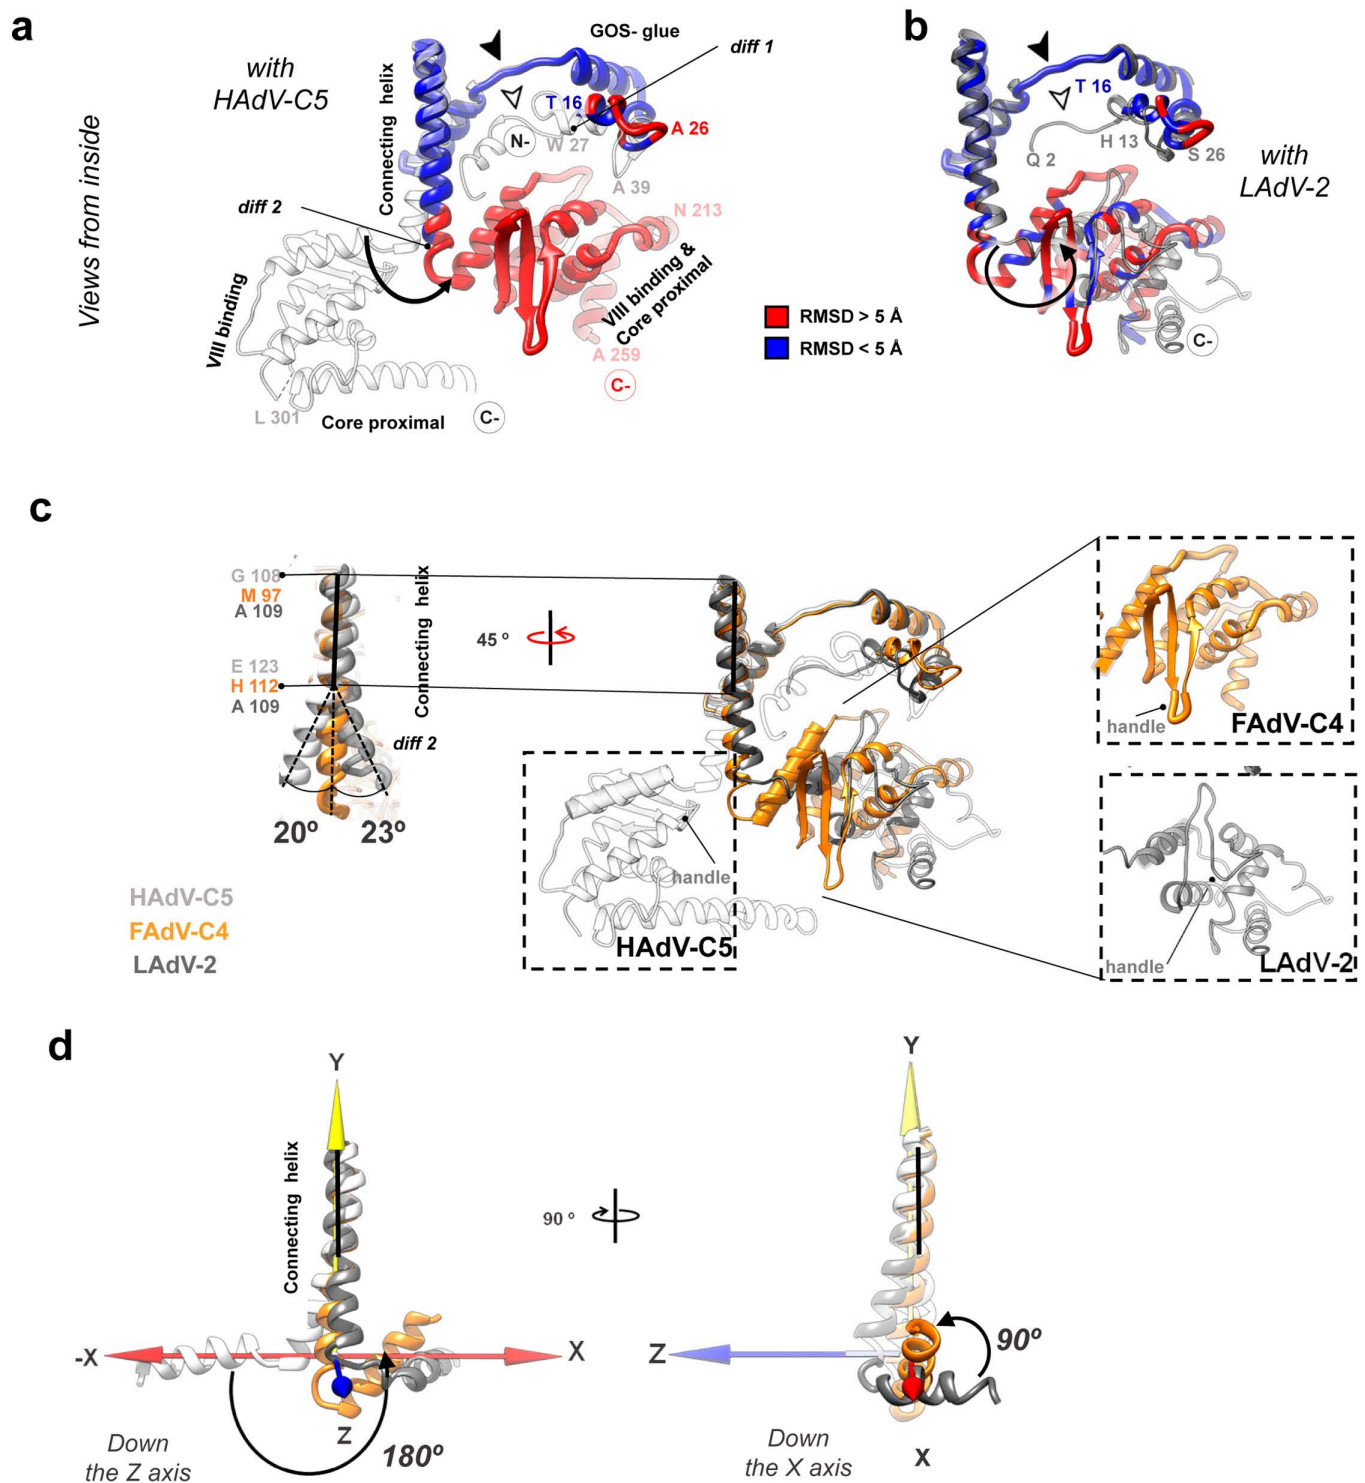 a
with
HAdV-C5
Views from inside
Connecting helix
GOS- glue
diff 1
T 16
A 26
N-
W 27
A 39
diff 2
N 213
VIII binding
VIII binding &
Core proximal
A 259
C-
L 301
Core proximal
C-
b
T 16
Q 2
H 13
S 26
with
LAdV-2
C-
RMSD > 5 Å
RMSD < 5 Å
c
G 108
M 97
A 109
E 123
H 112
A 109
Connecting helix
diff 2
20º
23º
45 º
HAdV-C5
FAdV-C4
LAdV-2
handle
HAdV-C5
handle
FAdV-C4
handle
LAdV-2
d
Y
Connecting helix
-X
X
Z
180º
Down
the Z axis
90 º
Y
Z
90º
Down
the X axis
X